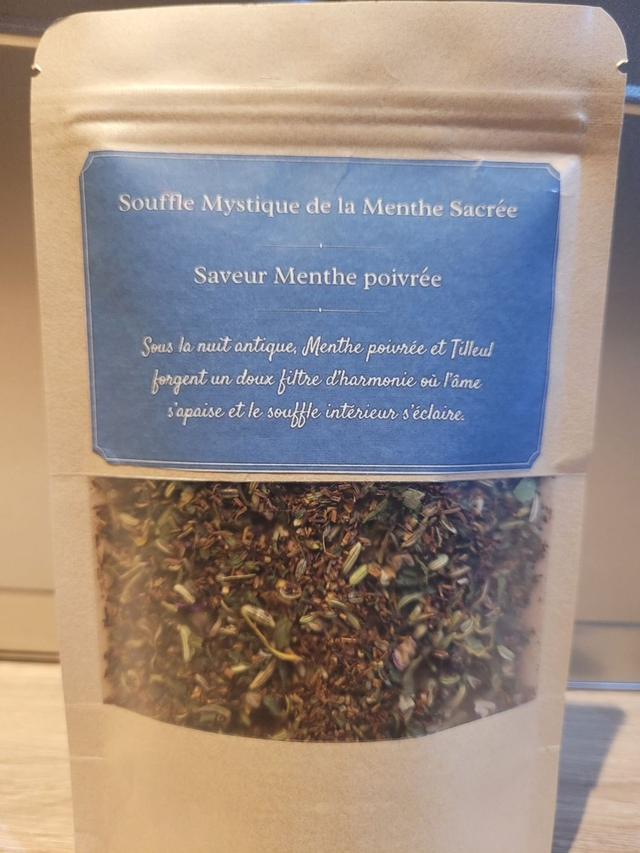 Souffle Mystique de la Menthe Sacrée
Saveur Menthe poivrée
Sous la nuit antique, Menthe poivrée et Tilleul
forgent un doux filtre d'harmonie où l'âme
s'apaise et le souffle intérieur s'éclaire.